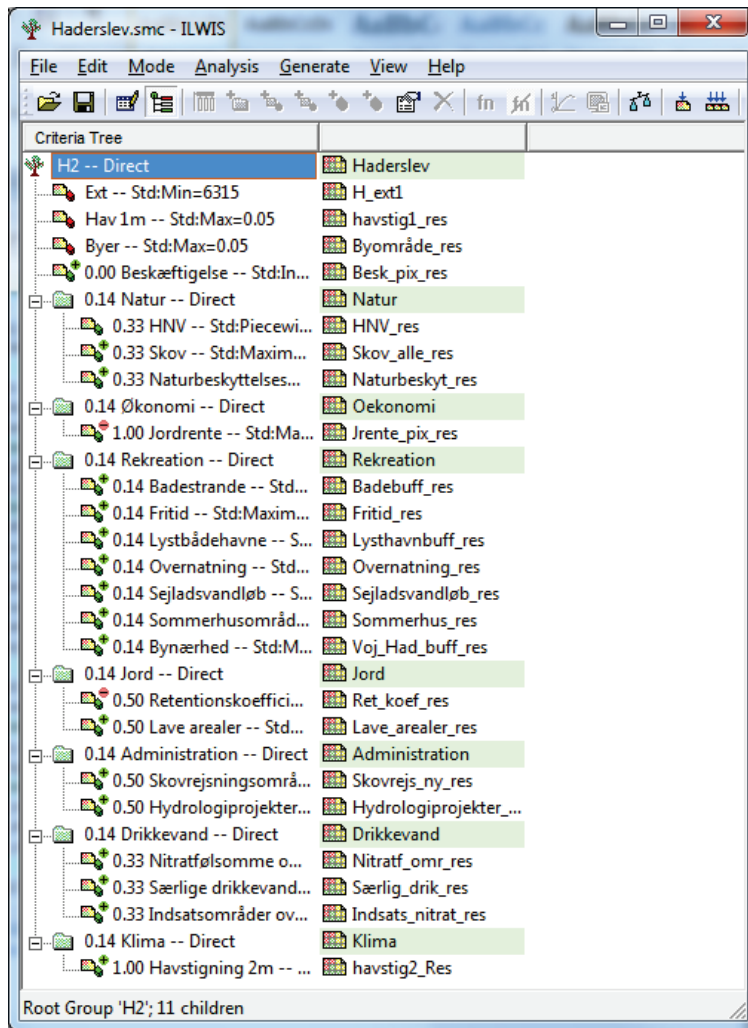 Haderslev.smc - ILWIS
File Edit Mode Analysis Generate View Help
fn
Criteria Tree
H2 -- Direct Haderslev
Ext -- Std:Min=6315 H_ext1
Hav 1m -- Std:Max=0.05 havstig1_res
Byer -- Std:Max=0.05 Byområde_res
0.00 Beskæftigelse -- Std:In... Besk_pix_res
0.14 Natur -- Direct Natur
0.33 HNV -- Std:Piecewi... HNV_res
0.33 Skov -- Std:Maxim... Skov_alle_res
0.33 Naturbeskyttelses... Naturbeskyt_res
0.14 Økonomi -- Direct Oekonomi
1.00 Jordrente -- Std:Ma... Jrente_pix_res
0.14 Rekreation -- Direct Rekreation
0.14 Badestrande -- Std... Badebuff_res
0.14 Fritid -- Std:Maxim... Fritid_res
0.14 Lystbådehavne -- S... Lysthavnbuff_res
0.14 Overnatning -- Std... Overnatning_res
0.14 Sejladsvandløb -- S... Sejladsvandløb_res
0.14 Sommerhusområd... Sommerhus_res
0.14 Bynærhed -- Std:M... Voj_Had_buff_res
0.14 Jord -- Direct Jord
0.50 Retentionskoeffici... Ret_koef_res
0.50 Lave arealer -- Std... Lave_arealer_res
0.14 Administration -- Direct Administration
0.50 Skovrejsningsområ... Skovrejs_ny_res
0.50 Hydrologiprojekter... Hydrologiprojekter_...
0.14 Drikkevand -- Direct Drikkevand
0.33 Nitratfølsomme o... Nitratf_omr_res
0.33 Særlige drikkevand... Særlig_drik_res
0.33 Indsatsområder ov... Indsats_nitrat_res
0.14 Klima -- Direct Klima
1.00 Havstigning 2m -- ... havstig2_Res
Root Group 'H2'; 11 children